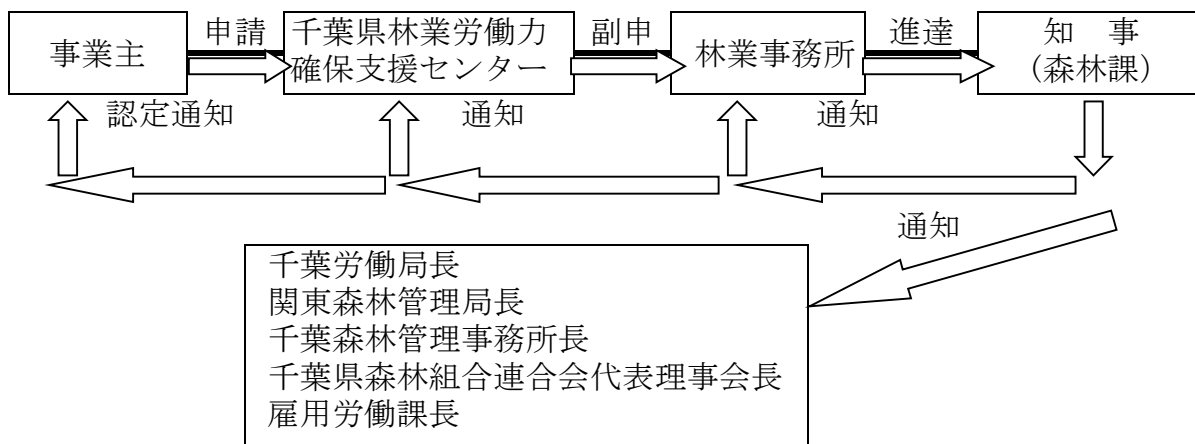 事業主
申請
千葉県林業労働力
確保支援センター
副申
林業事務所
進達
知　事
（森林課）
認定通知
通知
通知
通知
千葉労働局長
関東森林管理局長
千葉森林管理事務所長
千葉県森林組合連合会代表理事会長
雇用労働課長